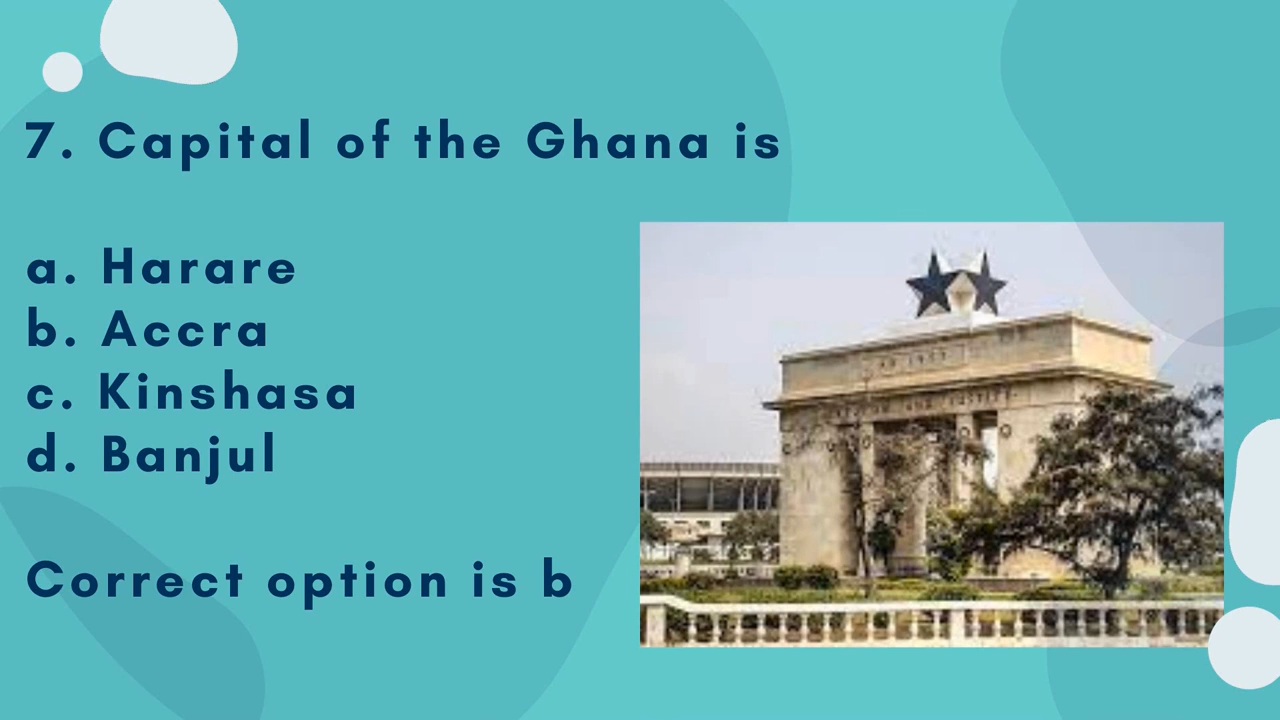 7. Capital of the Ghana is
a. Harare
b. Accra
c. Kinshasa
d. Banjul
Correct option is b